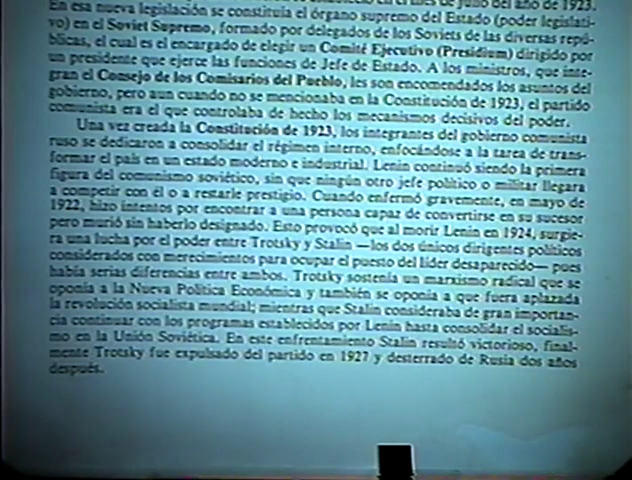 mes de junio del año de 1923.
En esa nueva legislación se constituía el órgano supremo del Estado (poder legislati-
vo) en el Soviet Supremo, formado por delegados de los Soviets de las diversas repú-
blicas, el cual es el encargado de elegir un Comité Ejecutivo (Presidium) dirigido por
un presidente que ejerce las funciones de Jefe de Estado. A los ministros, que inte-
gran el Consejo de los Comisarios del Pueblo, les son encomendados los asuntos del
gobierno, pero aun cuando no se mencionaba en la Constitución de 1923, el partido
comunista era el que controlaba de hecho los mecanismos decisivos del poder.
Una vez creada la Constitución de 1923, los integrantes del gobierno comunista
ruso se dedicaron a consolidar el régimen interno, enfocándose a la tarea de trans-
formar el país en un estado moderno e industrial. Lenin continuó siendo la primera
figura del comunismo soviético, sin que ningún otro jefe político o militar llegara
a competir con él o a restarle prestigio. Cuando enfermó gravemente, en mayo de
1922, hizo intentos por encontrar a una persona capaz de convertirse en su sucesor
pero murió sin haberlo designado. Esto provocó que al morir Lenin en 1924, surgie-
ra una lucha por el poder entre Trotsky y Stalin —los dos únicos dirigentes políticos
considerados con merecimientos para ocupar el puesto del líder desaparecido— pues
había serias diferencias entre ambos. Trotsky sostenía un marxismo radical que se
oponía a la Nueva Política Económica y también se oponía a que fuera aplazada
la revolución socialista mundial; mientras que Stalin consideraba de gran importan-
cia continuar con los programas establecidos por Lenin hasta consolidar el socialis-
mo en la Unión Soviética. En este enfrentamiento Stalin resultó victorioso, final-
mente Trotsky fue expulsado del partido en 1927 y desterrado de Rusia dos años
después.